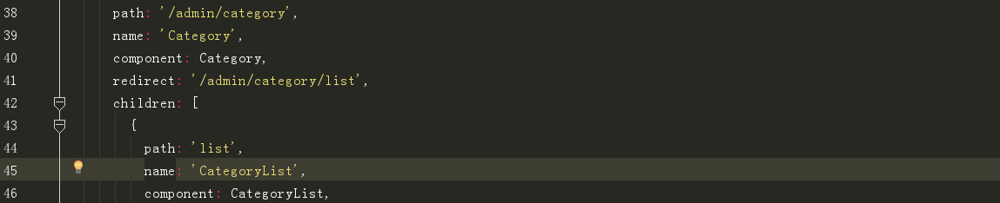 38 path: '/admin/category',
39 name: 'Category',
40 component: Category,
41 redirect: '/admin/category/list',
42 children: [
43 {
44 path: 'list',
45 name: 'CategoryList',
46 component: CategoryList,